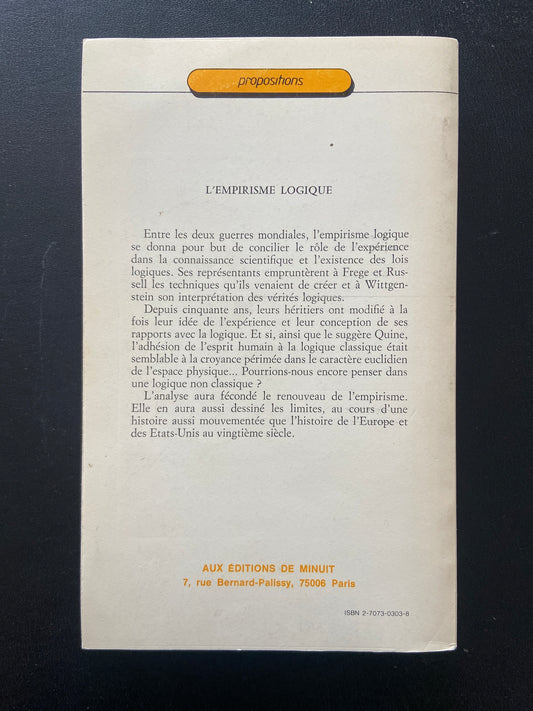 propositions
L'EMPIRISME LOGIQUE
Entre les deux guerres mondiales, l'empirisme logique
se donna pour but de concilier le rôle de l'expérience
dans la connaissance scientifique et l'existence des lois
logiques. Ses représentants empruntèrent à Frege et Rus-
sell les techniques qu'ils venaient de créer et à Wittgen-
stein son interprétation des vérités logiques.
Depuis cinquante ans, leurs héritiers ont modifié à la
fois leur idée de l'expérience et leur conception de ses
rapports avec la logique. Et si, ainsi que le suggère Quine,
l'adhésion de l'esprit humain à la logique classique était
semblable à la croyance périmée dans le caractère euclidien
de l'espace physique... Pourrions-nous encore penser dans
une logique non classique ?
L'analyse aura fécondé le renouveau de l'empirisme.
Elle en aura aussi dessiné les limites, au cours d'une
histoire aussi mouvementée que l'histoire de l'Europe et
des Etats-Unis au vingtième siècle.
AUX ÉDITIONS DE MINUIT
7, rue Bernard-Palissy, 75006 Paris
ISBN 2-7073-0303-8